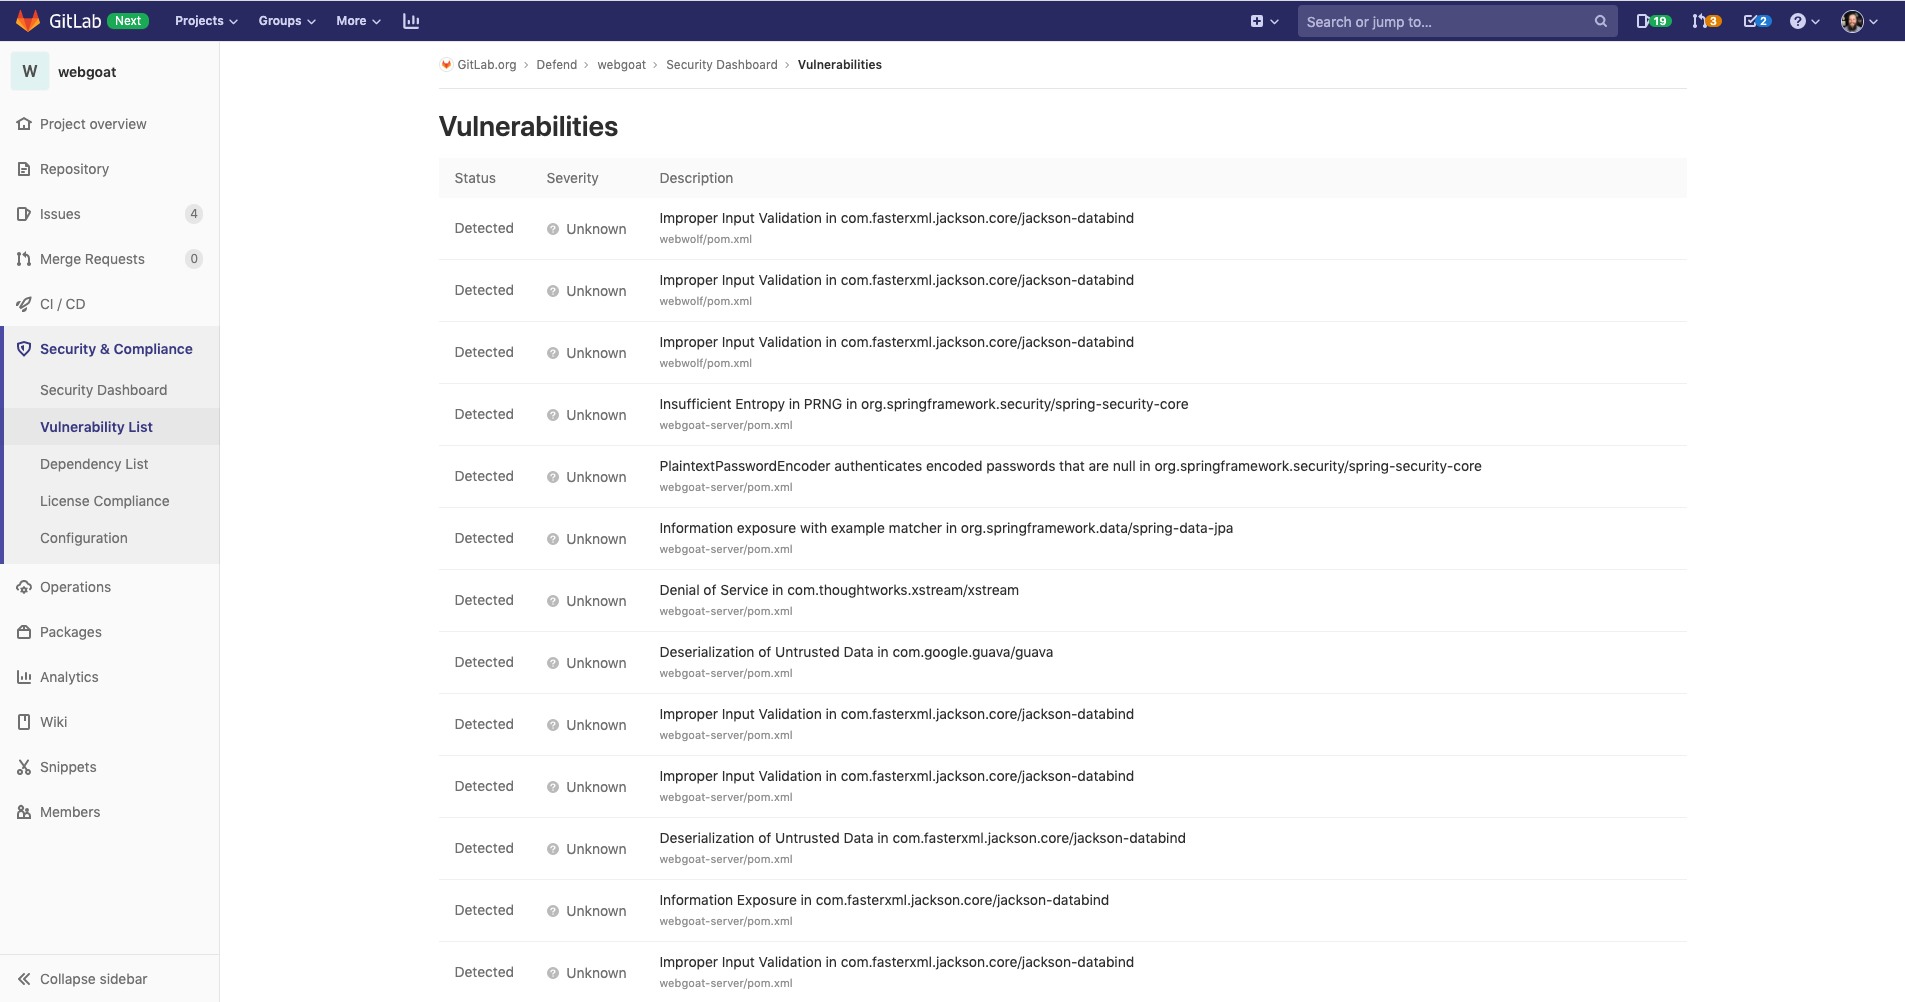 GitLab Next Projects Groups More Search or jump to... 19 3 2
W webgoat
Project overview
Repository
Issues 4
Merge Requests 0
CI / CD
Security & Compliance
Security Dashboard
Vulnerability List
Dependency List
License Compliance
Configuration
Operations
Packages
Analytics
Wiki
Snippets
Members
Collapse sidebar
GitLab.org › Defend › webgoat › Security Dashboard › Vulnerabilities
Vulnerabilities
Status Severity Description
Detected Unknown Improper Input Validation in com.fasterxml.jackson.core/jackson-databind
webwolf/pom.xml
Detected Unknown Improper Input Validation in com.fasterxml.jackson.core/jackson-databind
webwolf/pom.xml
Detected Unknown Improper Input Validation in com.fasterxml.jackson.core/jackson-databind
webwolf/pom.xml
Detected Unknown Insufficient Entropy in PRNG in org.springframework.security/spring-security-core
webgoat-server/pom.xml
Detected Unknown PlaintextPasswordEncoder authenticates encoded passwords that are null in org.springframework.security/spring-security-core
webgoat-server/pom.xml
Detected Unknown Information exposure with example matcher in org.springframework.data/spring-data-jpa
webgoat-server/pom.xml
Detected Unknown Denial of Service in com.thoughtworks.xstream/xstream
webgoat-server/pom.xml
Detected Unknown Deserialization of Untrusted Data in com.google.guava/guava
webgoat-server/pom.xml
Detected Unknown Improper Input Validation in com.fasterxml.jackson.core/jackson-databind
webgoat-server/pom.xml
Detected Unknown Improper Input Validation in com.fasterxml.jackson.core/jackson-databind
webgoat-server/pom.xml
Detected Unknown Deserialization of Untrusted Data in com.fasterxml.jackson.core/jackson-databind
webgoat-server/pom.xml
Detected Unknown Information Exposure in com.fasterxml.jackson.core/jackson-databind
webgoat-server/pom.xml
Detected Unknown Improper Input Validation in com.fasterxml.jackson.core/jackson-databind
webgoat-server/pom.xml